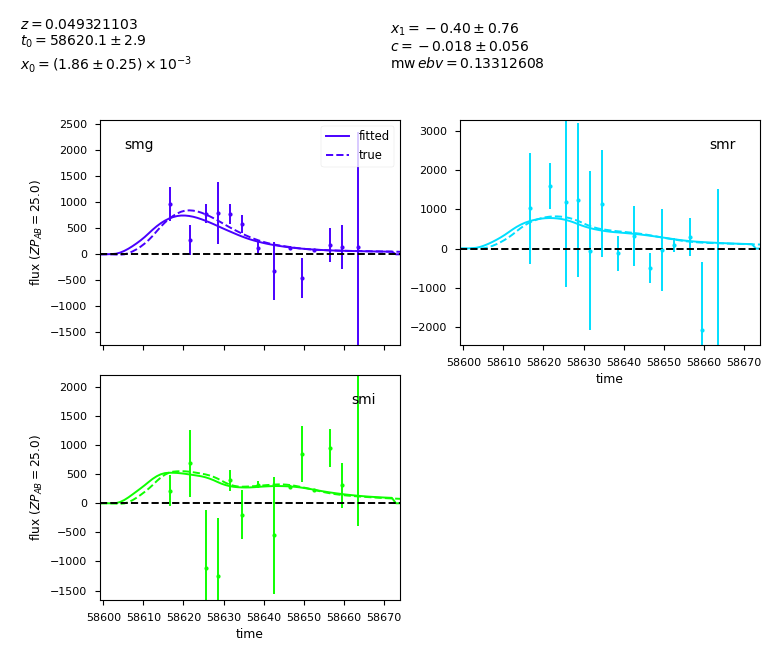 z = 0.049321103
t₀ = 58620.1 ± 2.9
x₀ = (1.86 ± 0.25) × 10⁻³
x₁ = −0.40 ± 0.76
c = −0.018 ± 0.056
mw ebv = 0.13312608
smg
fitted
true
2500
2000
1500
1000
500
0
−500
−1000
−1500
flux (ZP_AB = 25.0)
smr
3000
2000
1000
0
−1000
−2000
58600 58610 58620 58630 58640 58650 58660 58670
time
smi
2000
1500
1000
500
0
−500
−1000
−1500
flux (ZP_AB = 25.0)
58600 58610 58620 58630 58640 58650 58660 58670
time